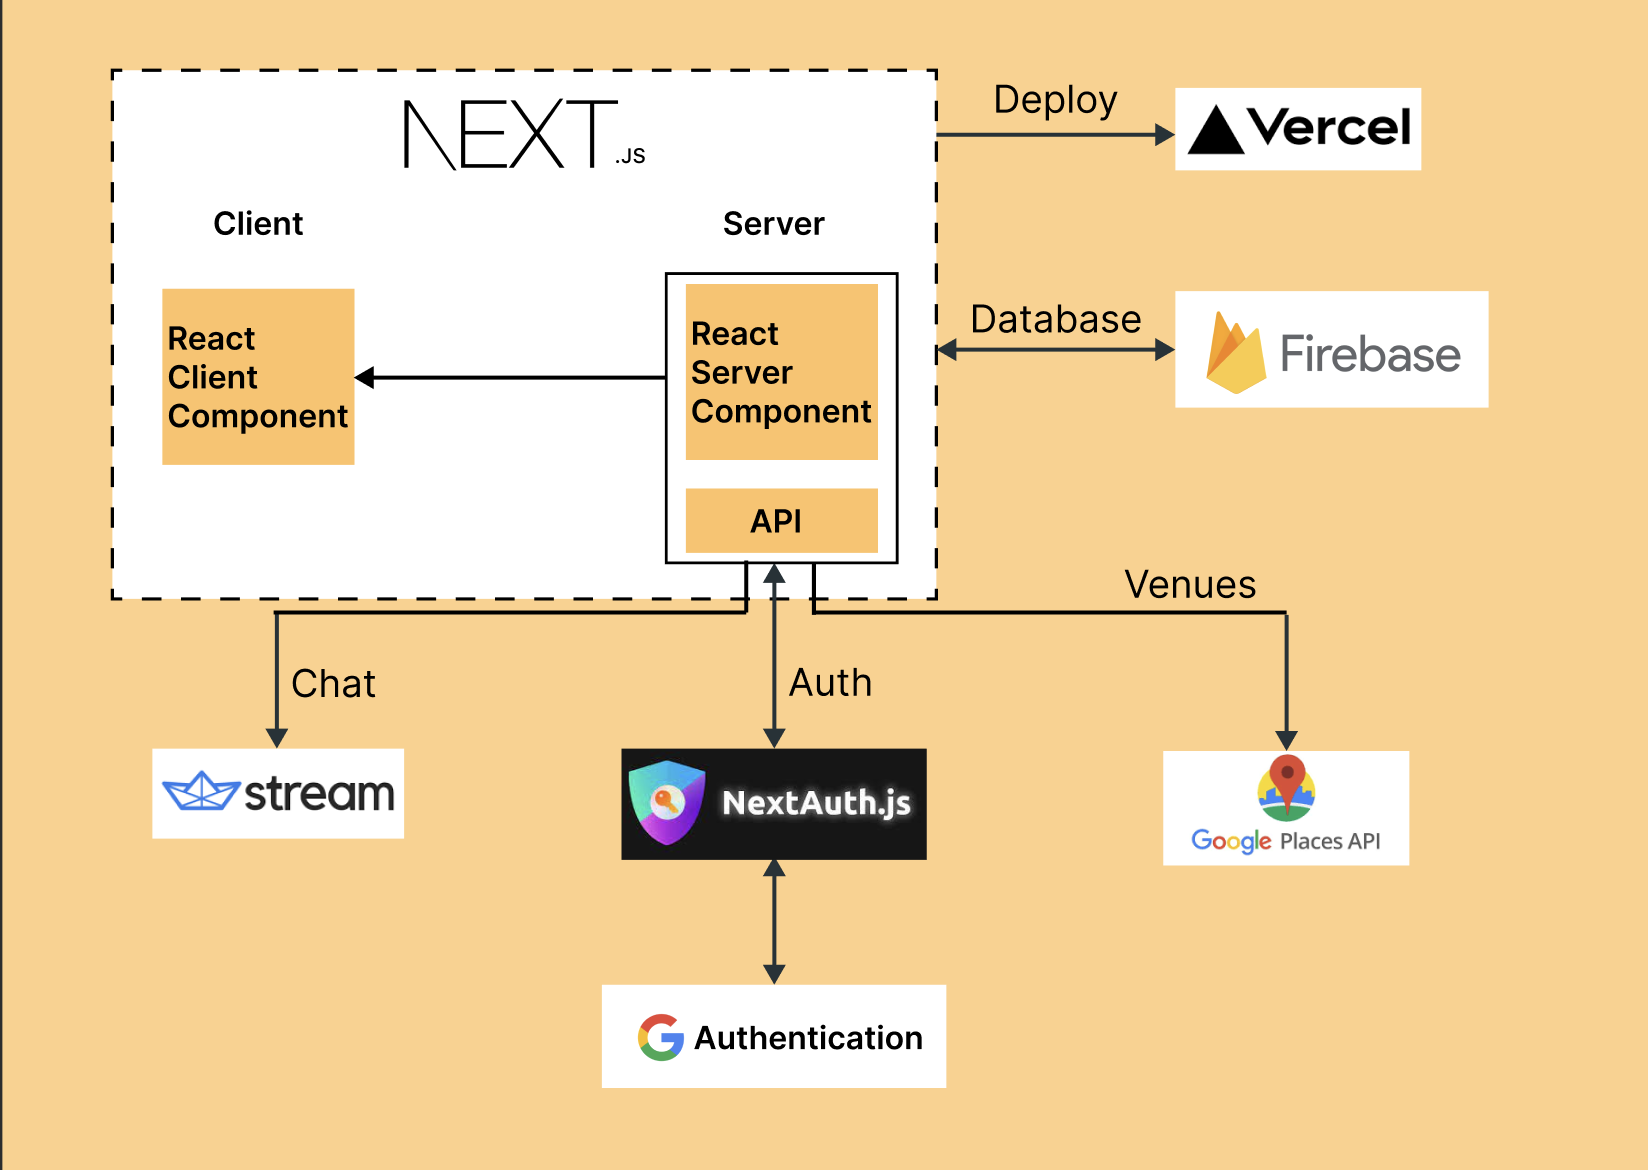 NEXT.JS
Deploy
Vercel
Client
Server
React
Client
Component
React
Server
Component
Database
Firebase
API
Venues
Chat
Auth
stream
NextAuth.js
Google Places API
Authentication